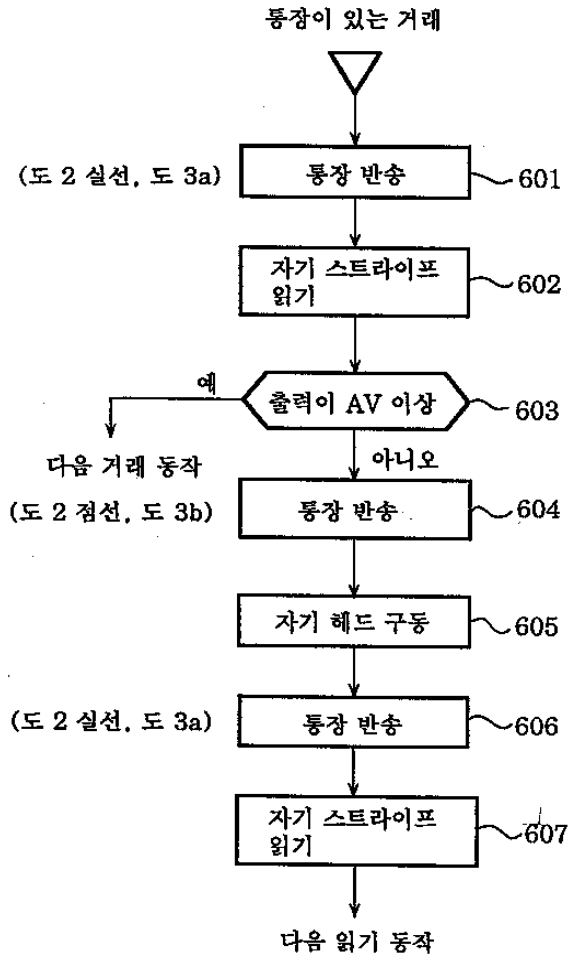 통장이 있는 거래
(도 2 실선, 도 3a)
통장 반송
601
자기 스트라이프
읽기
602
예
출력이 AV 이상
603
다음 거래 동작
아니오
(도 2 점선, 도 3b)
통장 반송
604
자기 헤드 구동
605
(도 2 실선, 도 3a)
통장 반송
606
자기 스트라이프
읽기
607
다음 읽기 동작